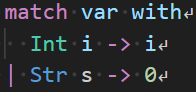 match var with↵
  Int i -> i↵
| Str s -> 0↵